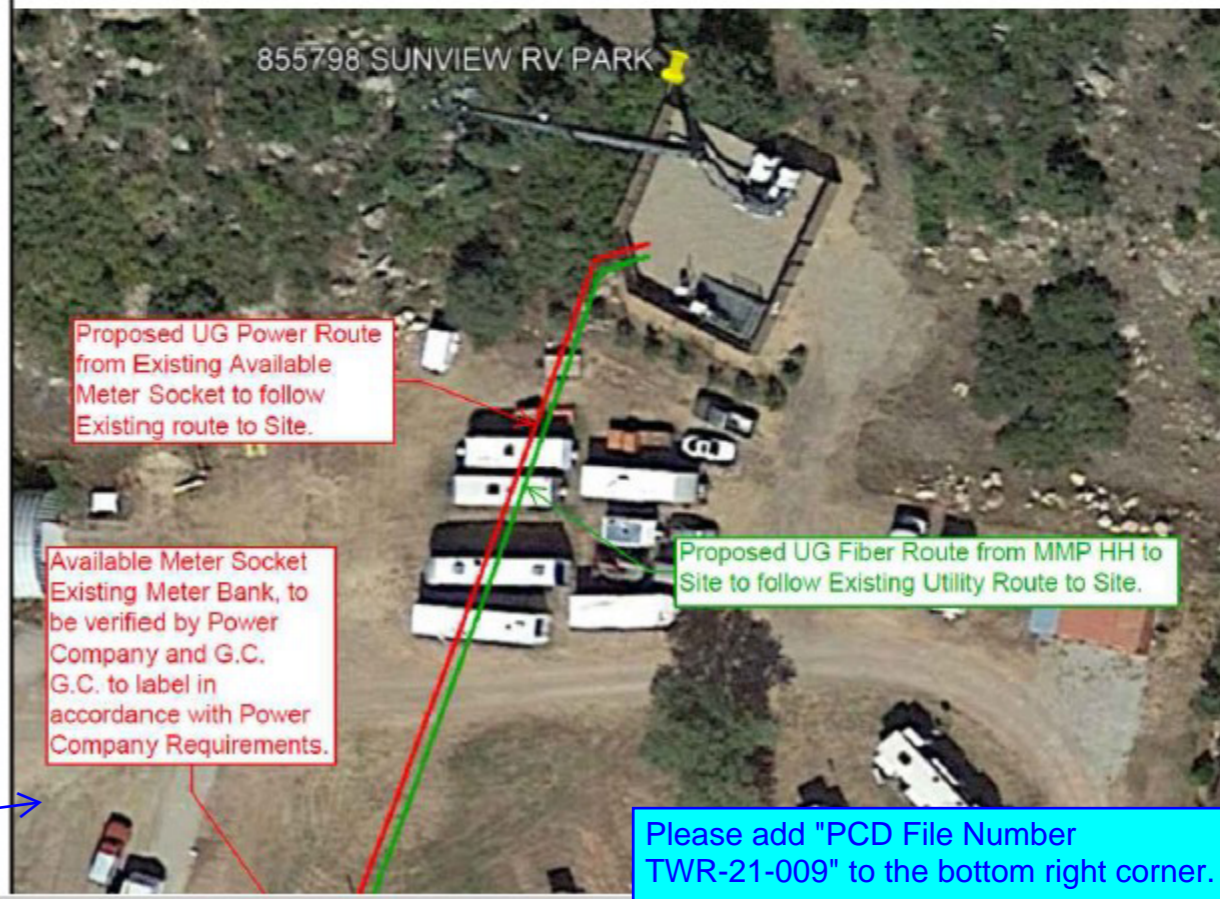 855798 SUNVIEW RV PARK
Proposed UG Power Route
from Existing Available
Meter Socket to follow
Existing route to Site.
Proposed UG Fiber Route from MMP HH to
Site to follow Existing Utility Route to Site.
Available Meter Socket
Existing Meter Bank, to
be verified by Power
Company and G.C.
G.C. to label in
accordance with Power
Company Requirements.
Please add "PCD File Number
TWR-21-009" to the bottom right corner.